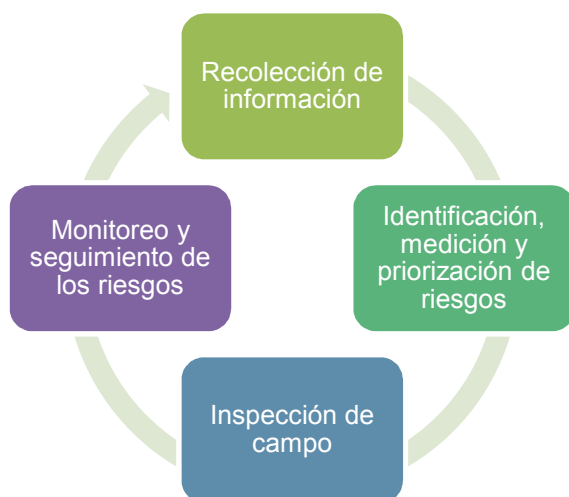 Recolección de
información
Identificación,
medición y
priorización de
riesgos
Inspección de
campo
Monitoreo y
seguimiento de
los riesgos